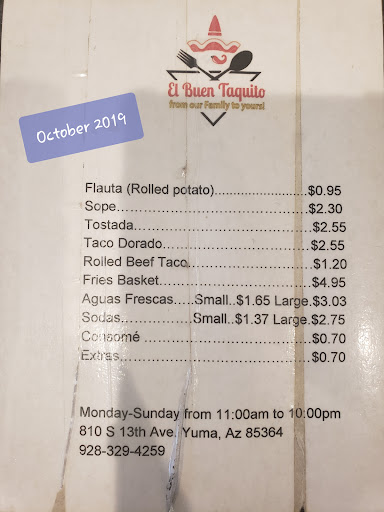 El Buen Taquito
from our Family to yours!
October 2019
Flauta (Rolled potato)......................$0.95
Sope.............................................$2.30
Tostada.........................................$2.55
Taco Dorado..................................$2.55
Rolled Beef Taco............................$1.20
Fries Basket...................................$4.95
Aguas Frescas.....Small..$1.65 Large.$3.03
Sodas..................Small..$1.37 Large.$2.75
Consomé .......................................$0.70
Extras............................................$0.70
Monday-Sunday from 11:00am to 10:00pm
810 S 13th Ave, Yuma, Az 85364
928-329-4259